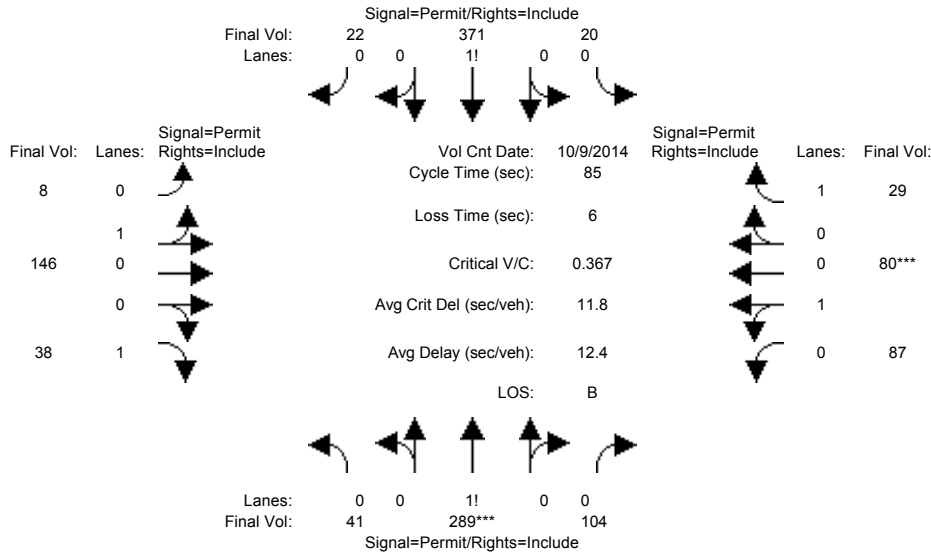 Signal=Permit/Rights=Include
Final Vol: 22 371 20
Lanes: 0 0 1! 0 0
Signal=Permit Signal=Permit
Final Vol: Lanes: Rights=Include Vol Cnt Date: 10/9/2014 Rights=Include Lanes: Final Vol:
Cycle Time (sec): 85
8 0 1 29
Loss Time (sec): 6
1 0
146 0 Critical V/C: 0.367 0 80***
0 Avg Crit Del (sec/veh): 11.8 1
38 1 Avg Delay (sec/veh): 12.4 0 87
LOS: B
Lanes: 0 0 1! 0 0
Final Vol: 41 289*** 104
Signal=Permit/Rights=Include